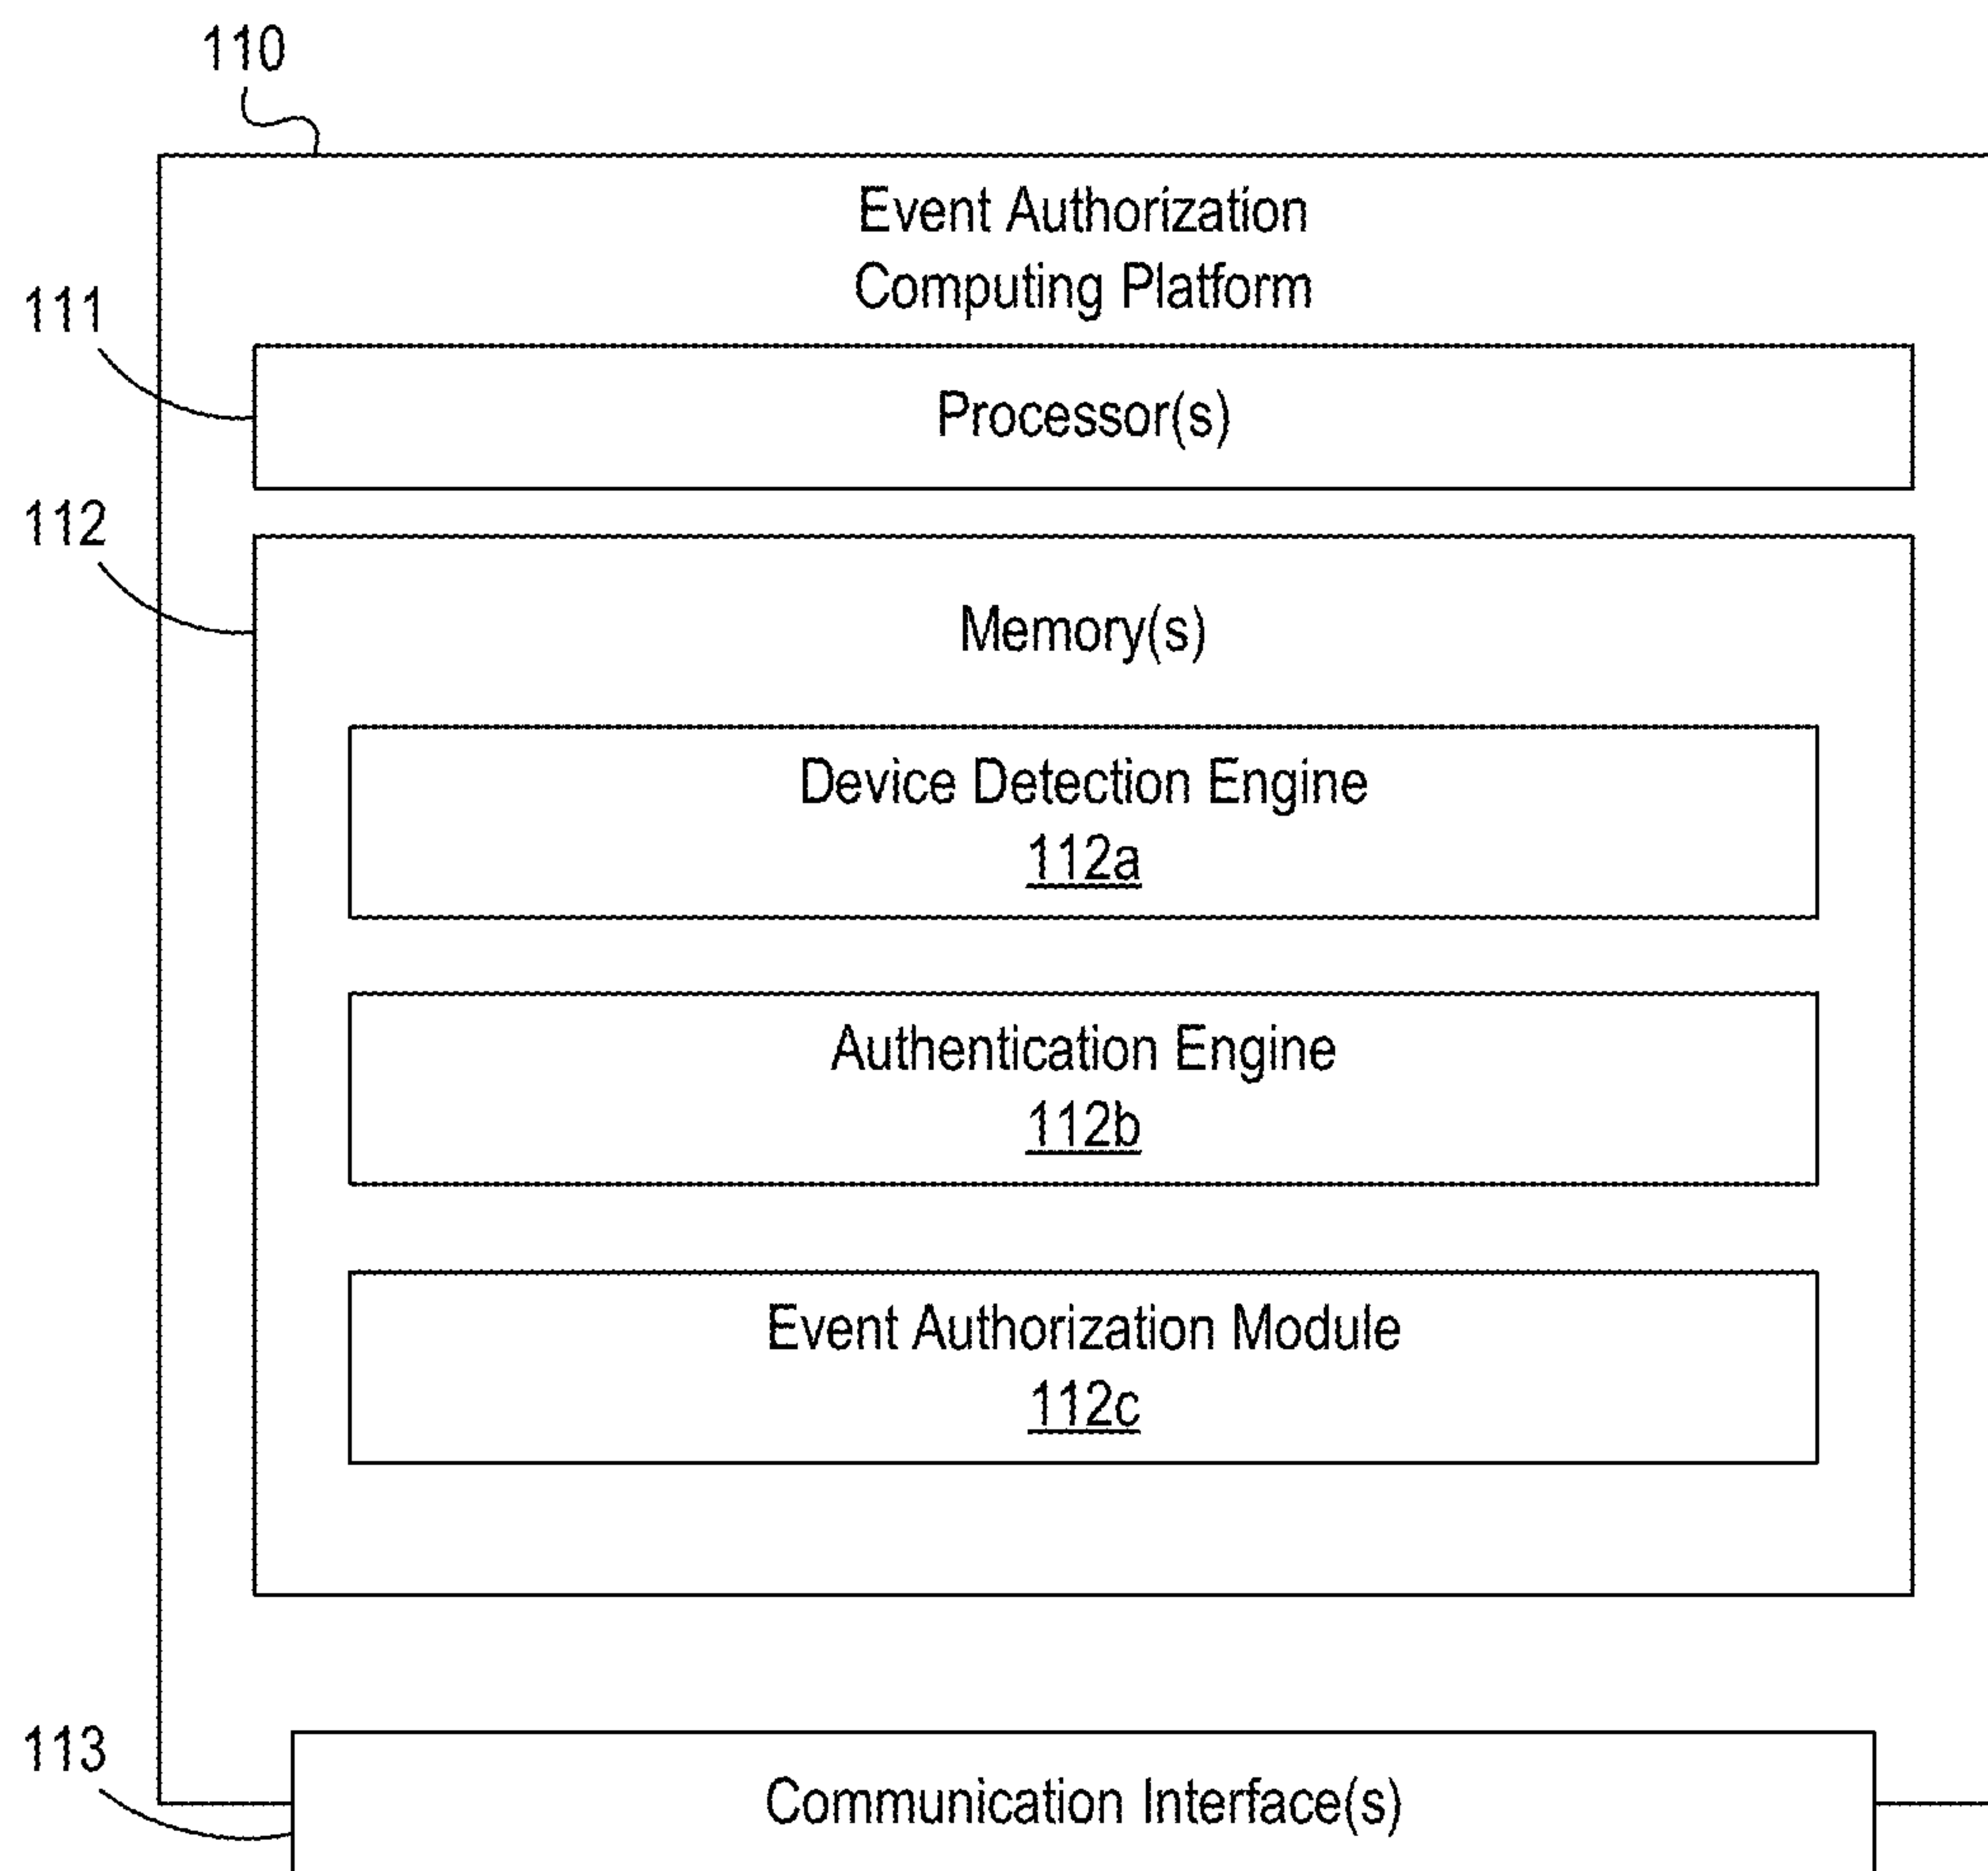 110
Event Authorization
Computing Platform
111
Processor(s)
112
Memory(s)
Device Detection Engine
112a
Authentication Engine
112b
Event Authorization Module
112c
113
Communication Interface(s)